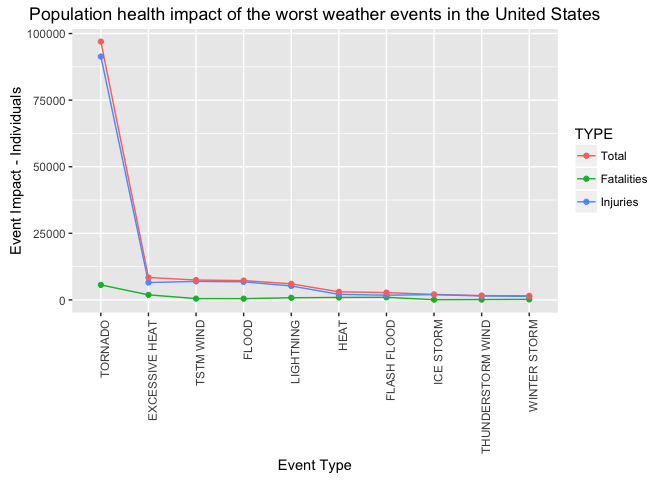 Population health impact of the worst weather events in the United States
Event Impact - Individuals
100000
75000
50000
25000
0
TORNADO
EXCESSIVE HEAT
TSTM WIND
FLOOD
LIGHTNING
HEAT
FLASH FLOOD
ICE STORM
THUNDERSTORM WIND
WINTER STORM
Event Type
TYPE
Total
Fatalities
Injuries